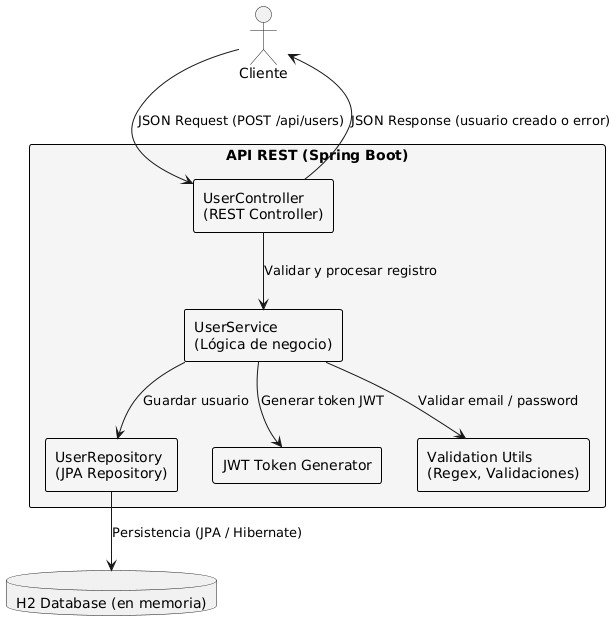 Cliente
JSON Request (POST /api/users)
JSON Response (usuario creado o error)
API REST (Spring Boot)
UserController
(REST Controller)
Validar y procesar registro
UserService
(Lógica de negocio)
Guardar usuario
Generar token JWT
Validar email / password
UserRepository
(JPA Repository)
JWT Token Generator
Validation Utils
(Regex, Validaciones)
Persistencia (JPA / Hibernate)
H2 Database (en memoria)